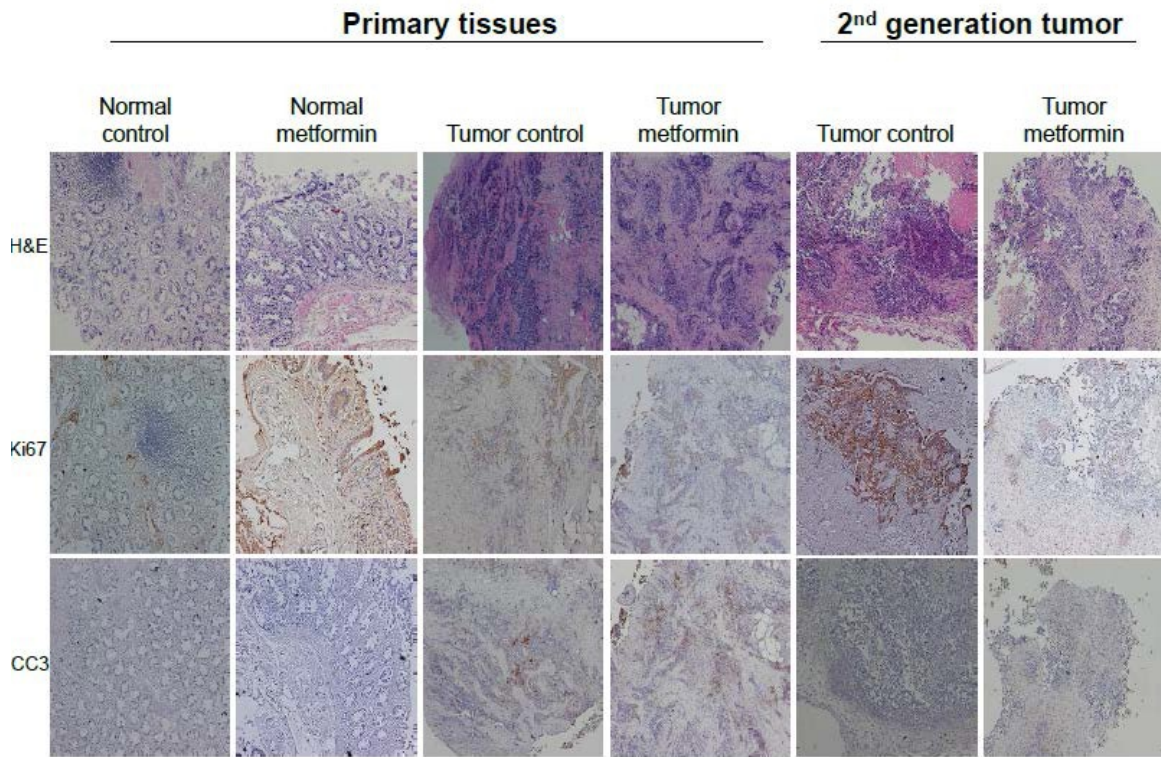 Primary tissues
2nd generation tumor
Normal
control
Normal
metformin
Tumor control
Tumor
metformin
Tumor control
Tumor
metformin
H&E
Ki67
CC3